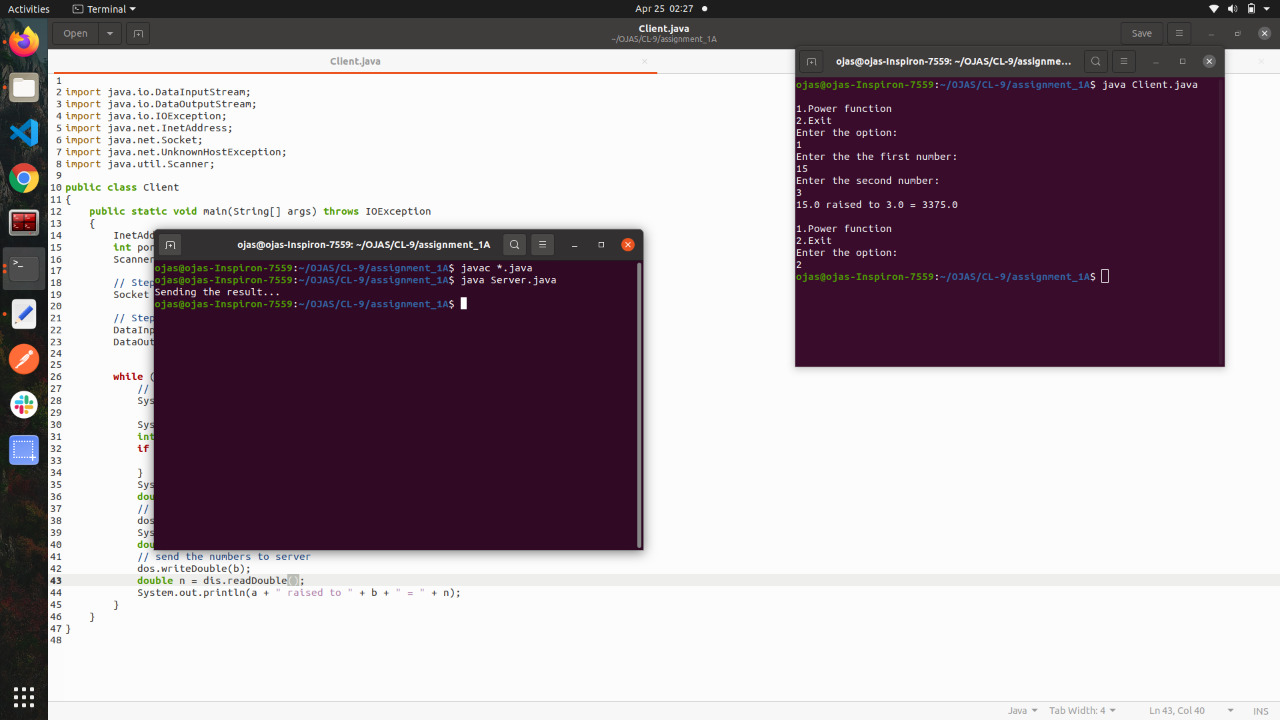 Activities
Terminal
Apr 25 02:27
Open
Client.java
~/OJAS/CL-9/assignment_1A
Save
Client.java
1
2 import java.io.DataInputStream;
3 import java.io.DataOutputStream;
4 import java.io.IOException;
5 import java.net.InetAddress;
6 import java.net.Socket;
7 import java.net.UnknownHostException;
8 import java.util.Scanner;
9
10 public class Client
11 {
12 public static void main(String[] args) throws IOException
13 {
14 InetAd
15 int por
16 Scanner
17
18 // Step
19 Socket
20
21 // Step
22 DataInp
23 DataOut
24
25
26 while (
27 //
28 Sys
29
30 Sys
31 int
32 if
33
34 }
35 Sys
36 dou
37 //
38 dos
39 Sys
40 dou
41 // send the numbers to server
42 dos.writeDouble(b);
43 double n = dis.readDouble();
44 System.out.println(a + " raised to " + b + " = " + n);
45 }
46 }
47 }
48
ojas@ojas-Inspiron-7559: ~/OJAS/CL-9/assignment_1A
ojas@ojas-Inspiron-7559:~/OJAS/CL-9/assignment_1A$ javac *.java
ojas@ojas-Inspiron-7559:~/OJAS/CL-9/assignment_1A$ java Server.java
Sending the result...
ojas@ojas-Inspiron-7559:~/OJAS/CL-9/assignment_1A$
ojas@ojas-Inspiron-7559: ~/OJAS/CL-9/assignme...
ojas@ojas-Inspiron-7559:~/OJAS/CL-9/assignment_1A$ java Client.java
1.Power function
2.Exit
Enter the option:
1
Enter the the first number:
15
Enter the second number:
3
15.0 raised to 3.0 = 3375.0
1.Power function
2.Exit
Enter the option:
2
ojas@ojas-Inspiron-7559:~/OJAS/CL-9/assignment_1A$
Java
Tab Width: 4
Ln 43, Col 40
INS